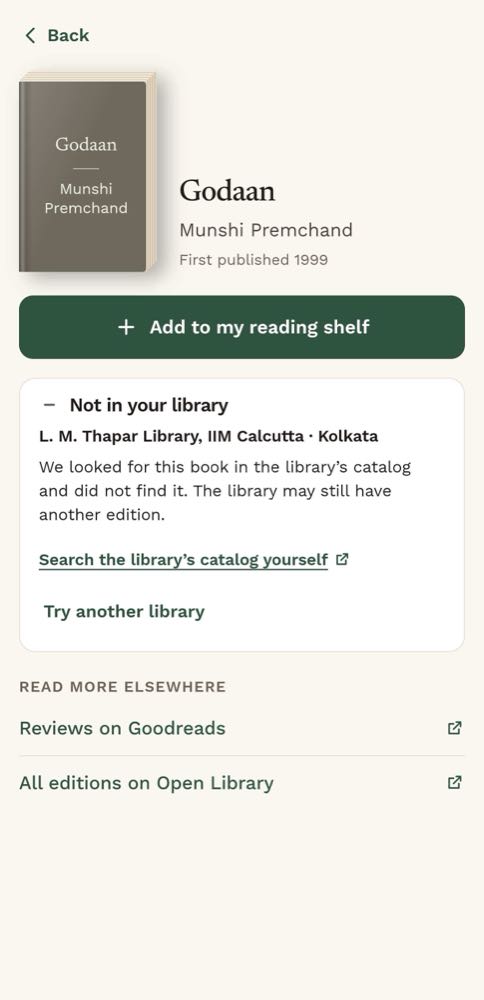 Back
Godaan
Munshi
Premchand
Godaan
Munshi Premchand
First published 1999
Add to my reading shelf
Not in your library
L. M. Thapar Library, IIM Calcutta · Kolkata
We looked for this book in the library’s catalog
and did not find it. The library may still have
another edition.
Search the library’s catalog yourself
Try another library
READ MORE ELSEWHERE
Reviews on Goodreads
All editions on Open Library